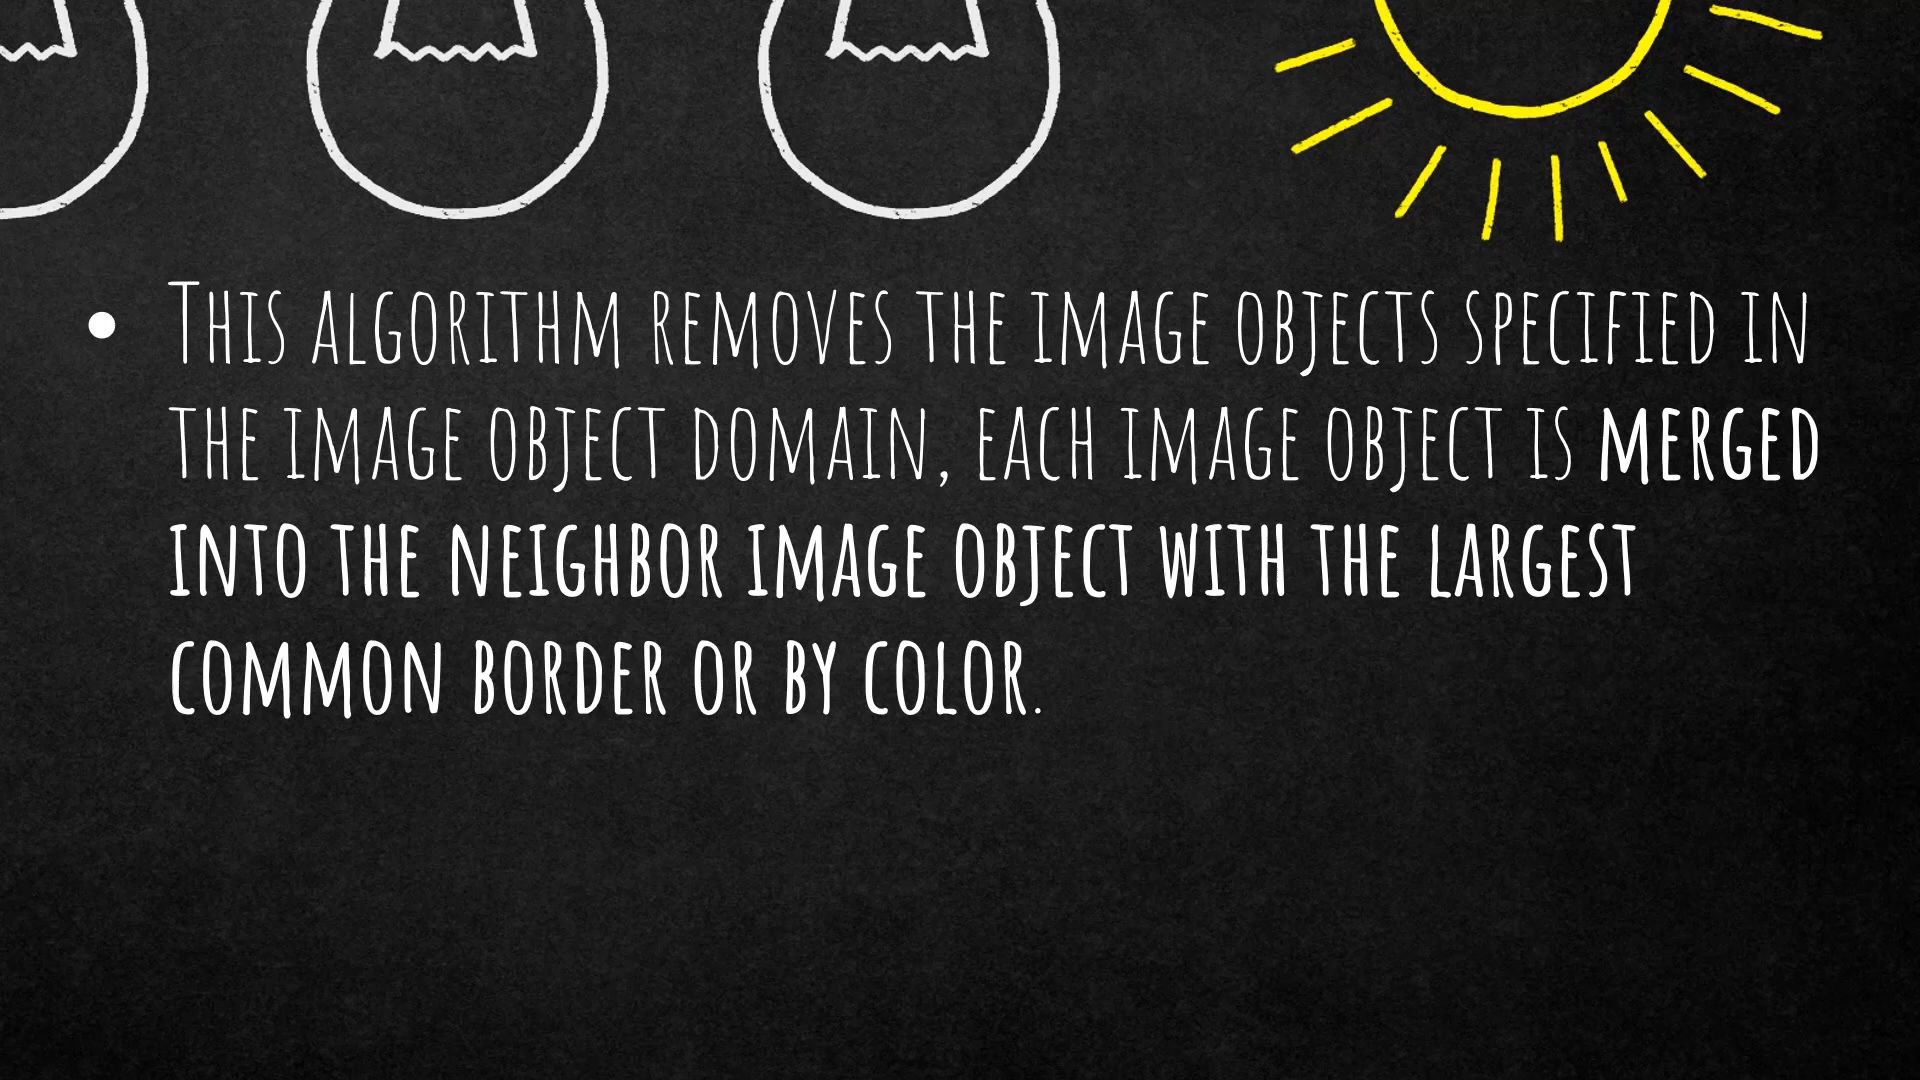 • This algorithm removes the image objects specified in
the image object domain, each image object is merged
into the neighbor image object with the largest
common border or by color.